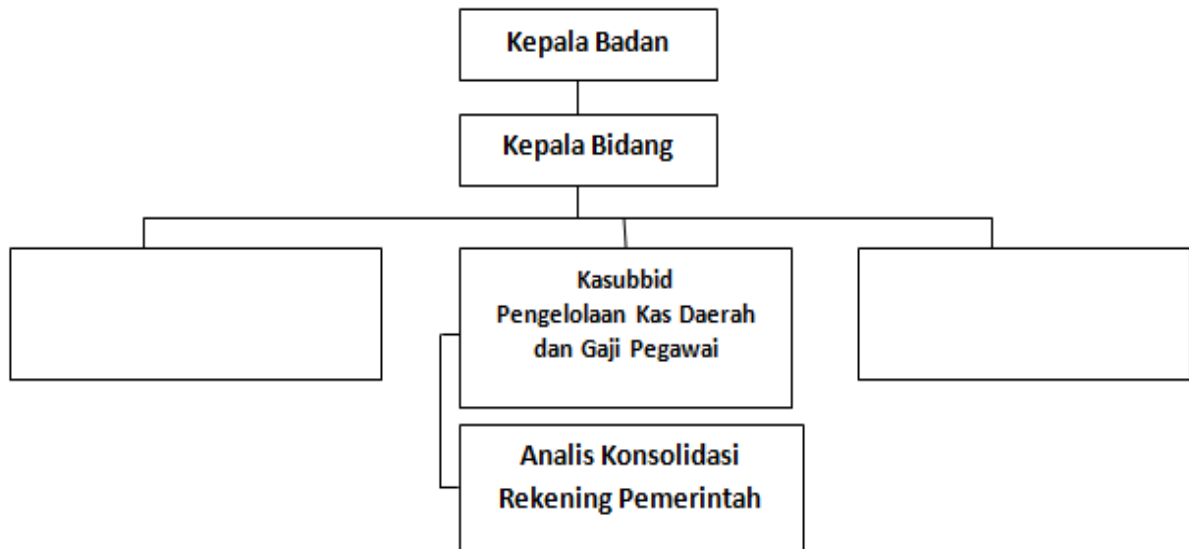 Kepala Badan
Kepala Bidang
Kasubbid
Pengelolaan Kas Daerah
dan Gaji Pegawai
Analis Konsolidasi
Rekening Pemerintah